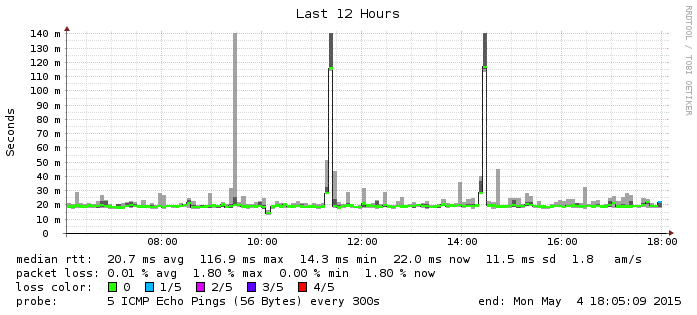 Last 12 Hours
RRDTOOL / TOBI OETIKER
Seconds
140 m
130 m
120 m
110 m
100 m
90 m
80 m
70 m
60 m
50 m
40 m
30 m
20 m
10 m
0
08:00 10:00 12:00 14:00 16:00 18:00
median rtt: 20.7 ms avg 116.9 ms max 14.3 ms min 22.0 ms now 11.5 ms sd 1.8 am/s
packet loss: 0.01 % avg 1.80 % max 0.00 % min 1.80 % now
loss color: 0 1/5 2/5 3/5 4/5
probe: 5 ICMP Echo Pings (56 Bytes) every 300s end: Mon May 4 18:05:09 2015